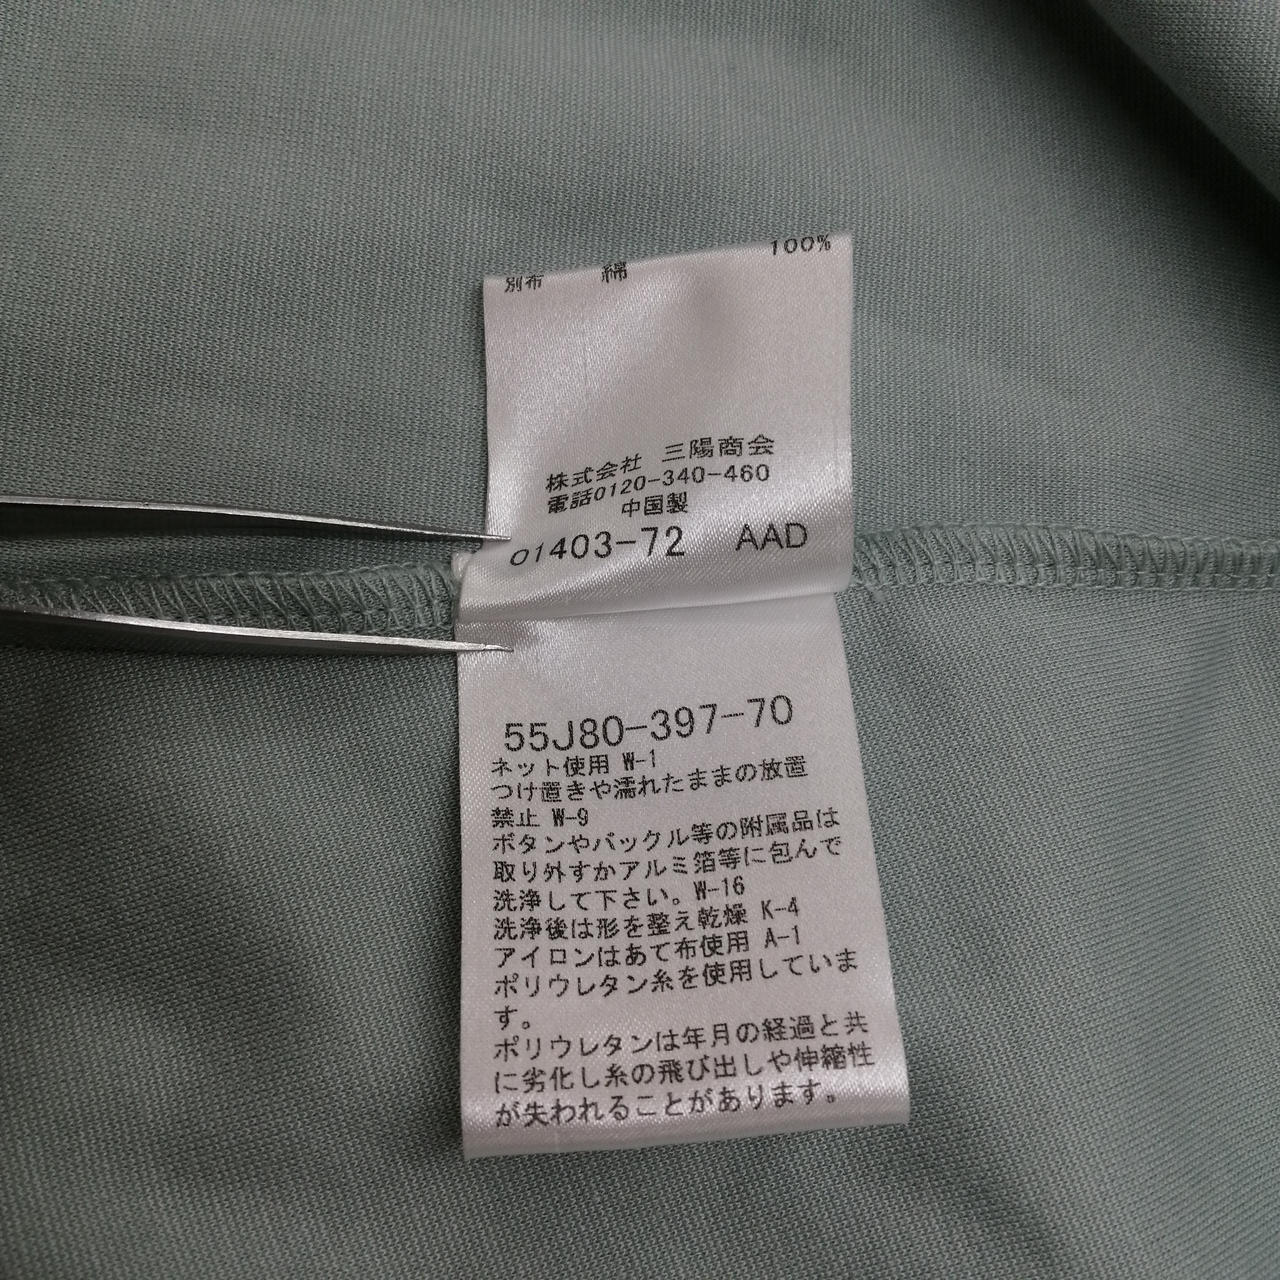 別布 綿 100%
株式会社 三陽商会
電話0120-340-460
中国製
01403-72 AAD
55J80-397-70
ネット使用 W-1
つけ置きや濡れたままの放置
禁止 W-9
ボタンやバックル等の附属品は
取り外すかアルミ箔等に包んで
洗浄して下さい。W-16
洗浄後は形を整え乾燥 K-4
アイロンはあて布使用 A-1
ポリウレタン糸を使用していま
す。
ポリウレタンは年月の経過と共
に劣化し糸の飛び出しや伸縮性
が失われることがあります。